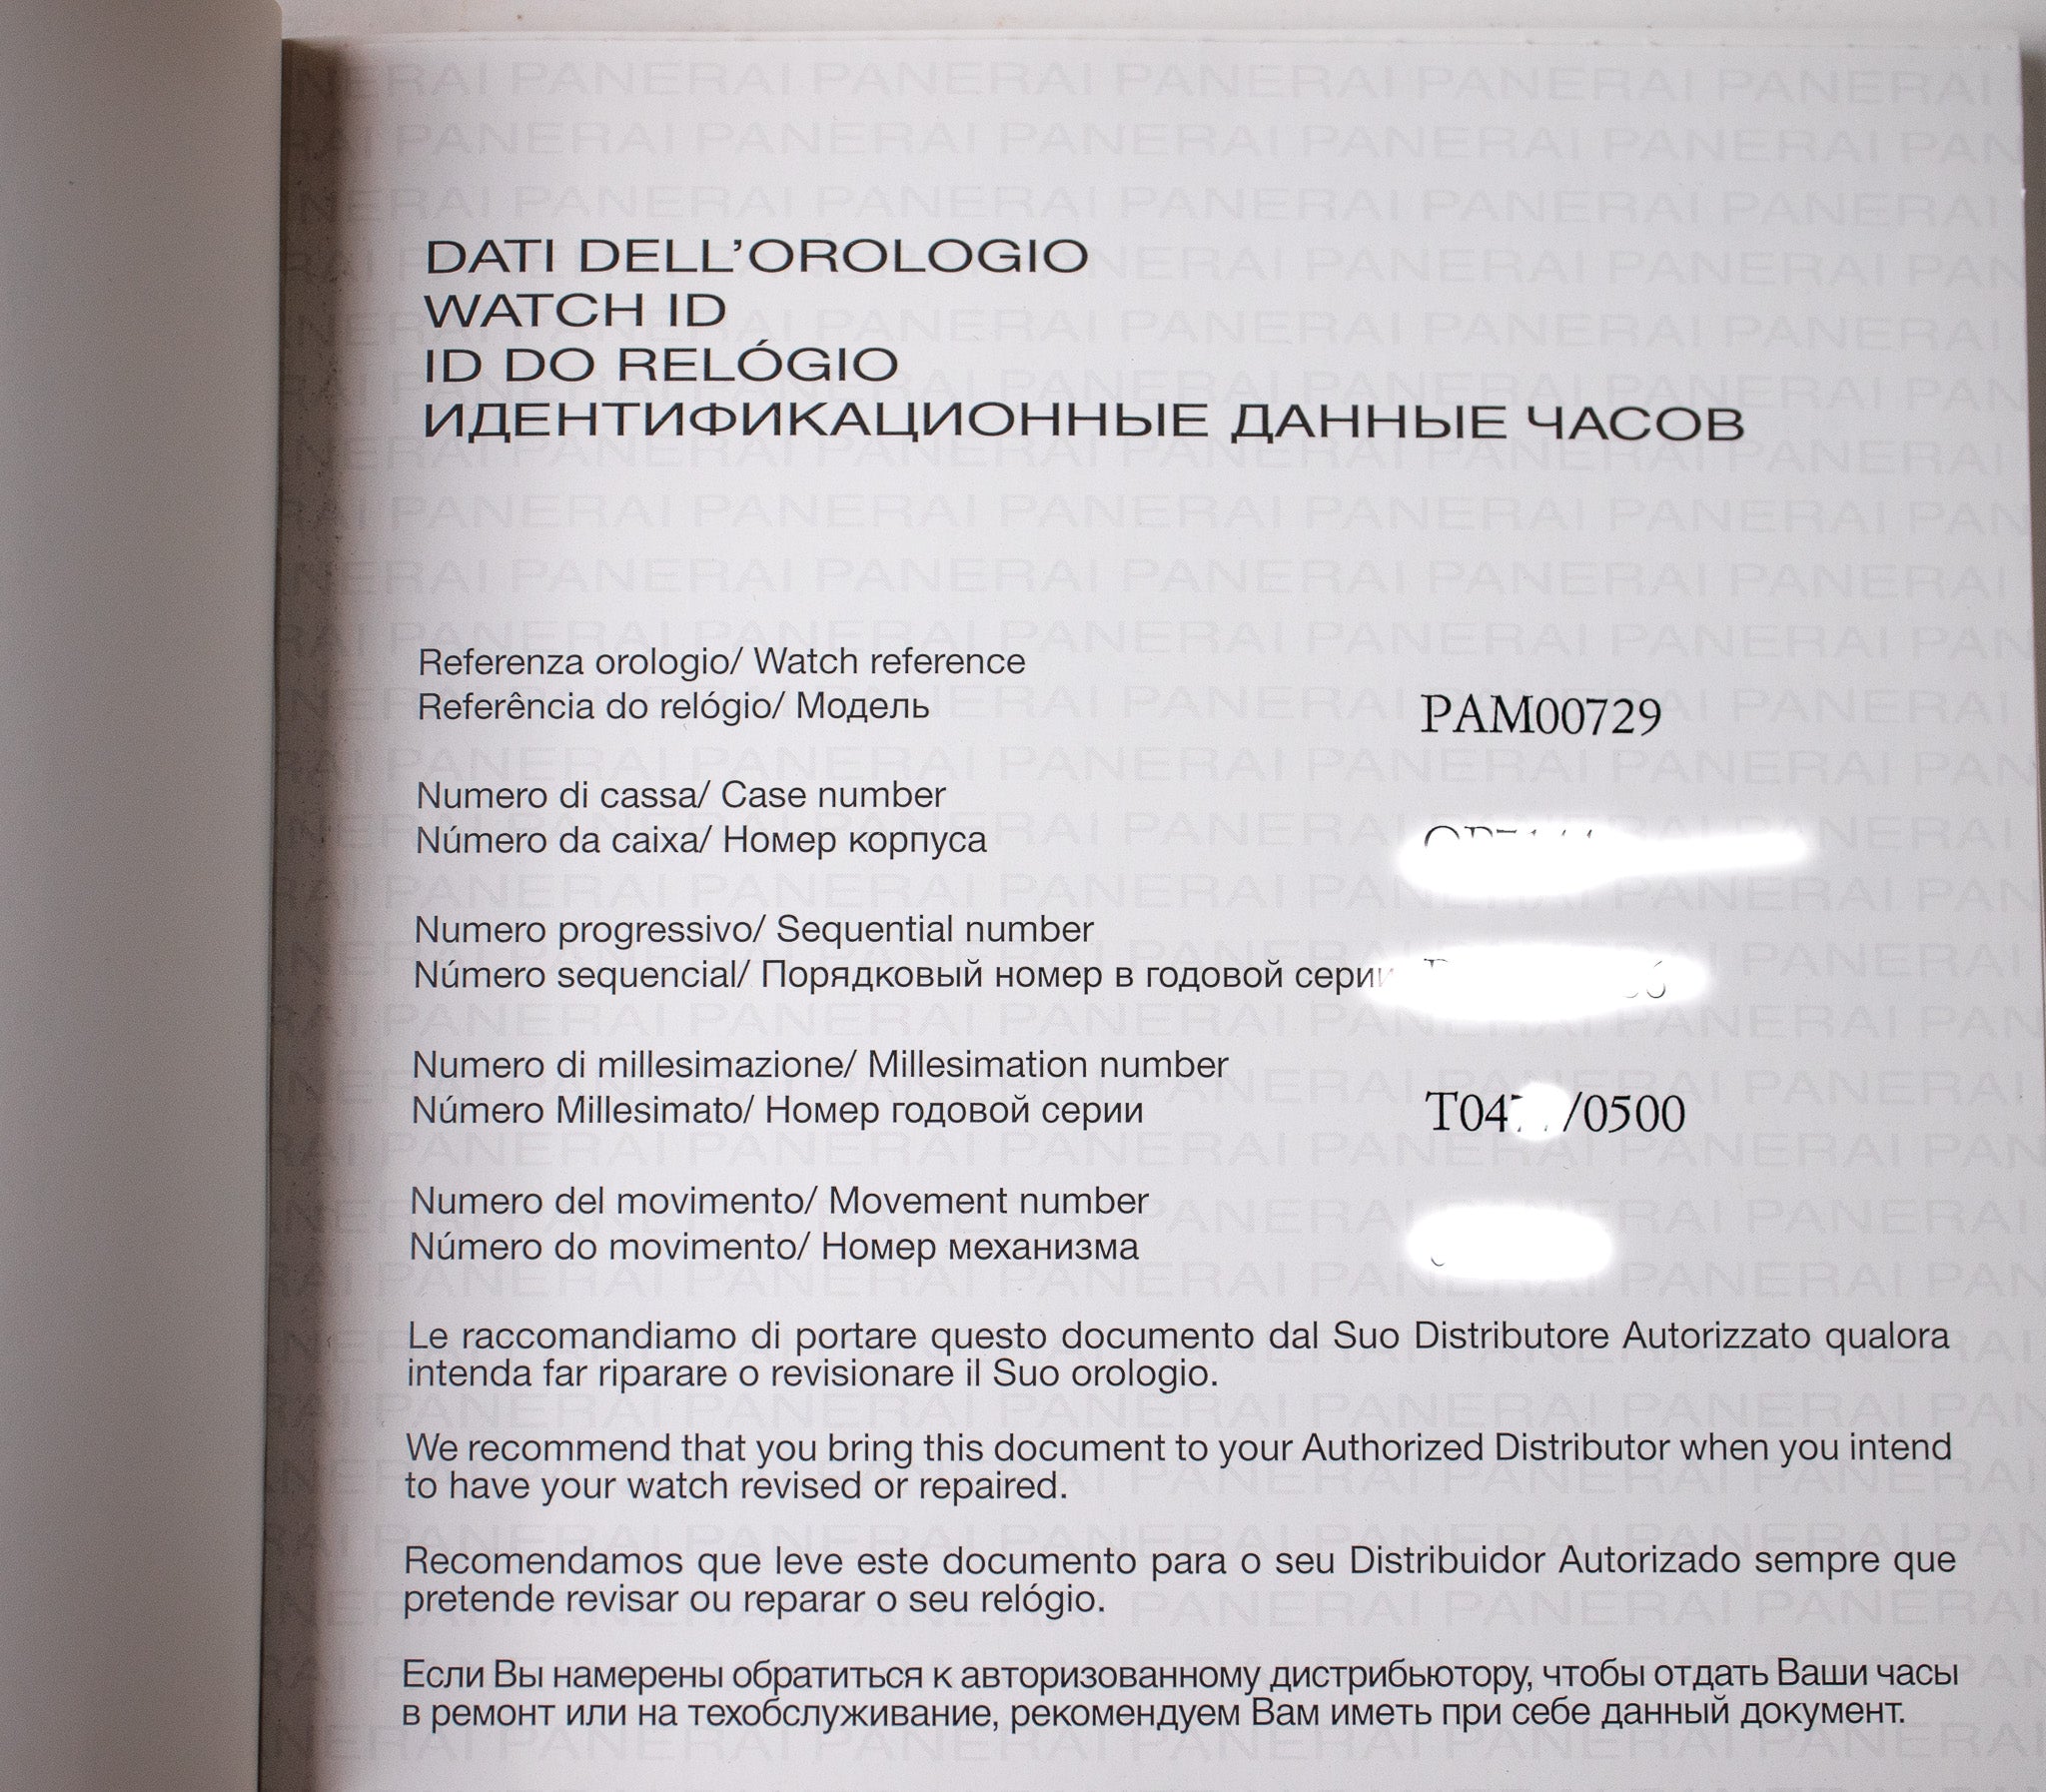 PANERAI PANERAI PANERAI PANERAI PANERAI
DATI DELL’OROLOGIO
WATCH ID
ID DO RELÓGIO
ИДЕНТИФИКАЦИОННЫЕ ДАННЫЕ ЧАСОВ
Referenza orologio/ Watch reference
Referência do relógio/ Модель PAM00729
Numero di cassa/ Case number
Número da caixa/ Номер корпуса
Numero progressivo/ Sequential number
Número sequencial/ Порядковый номер в годовой серии
Numero di millesimazione/ Millesimation number
Número Millesimato/ Номер годовой серии /0500
Numero del movimento/ Movement number
Número do movimento/ Номер механизма
Le raccomandiamo di portare questo documento dal Suo Distributore Autorizzato qualora
intenda far riparare o revisionare il Suo orologio.
We recommend that you bring this document to your Authorized Distributor when you intend
to have your watch revised or repaired.
Recomendamos que leve este documento para o seu Distribuidor Autorizado sempre que
pretende revisar ou reparar o seu relógio.
Если Вы намерены обратиться к авторизованному дистрибьютору, чтобы отдать Ваши часы
в ремонт или на техобслуживание, рекомендуем Вам иметь при себе данный документ.